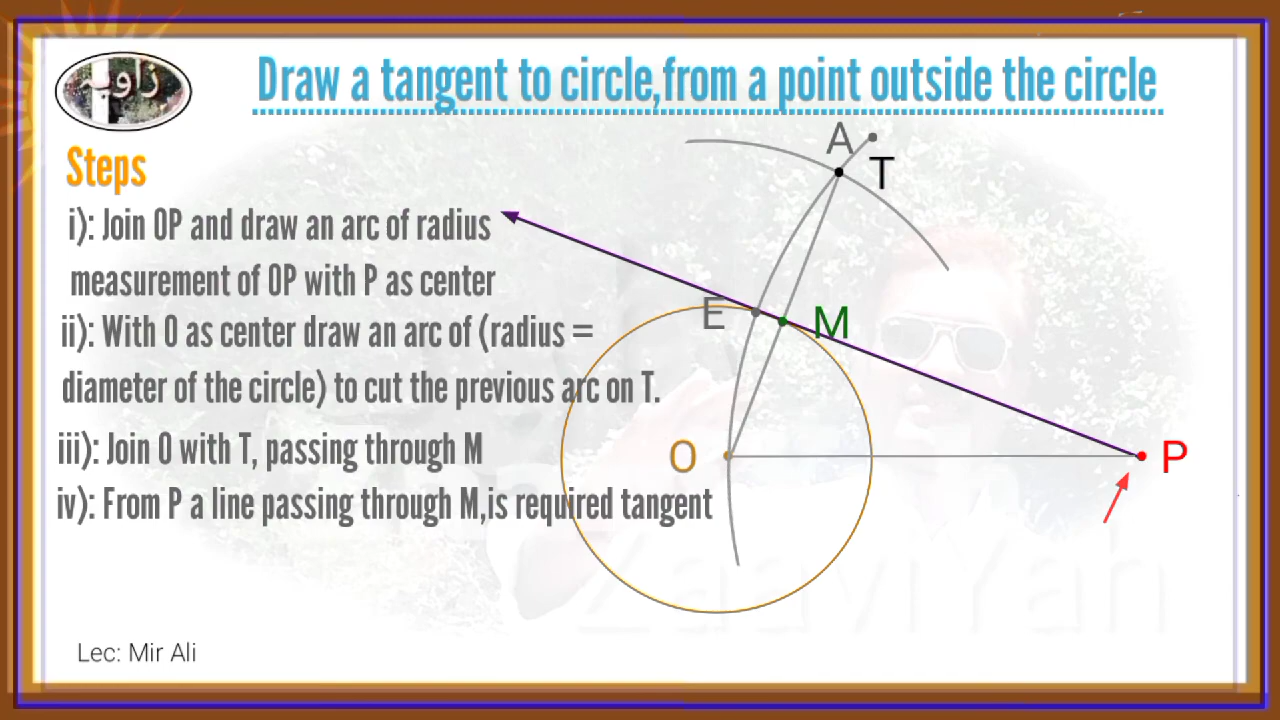 زاویہ
Draw a tangent to circle,from a point outside the circle
Steps
i): Join OP and draw an arc of radius
measurement of OP with P as center
ii): With O as center draw an arc of (radius =
diameter of the circle) to cut the previous arc on T.
iii): Join O with T, passing through M
iv): From P a line passing through M,is required tangent
A
T
E
M
O
P
Zaaviyah
Lec: Mir Ali